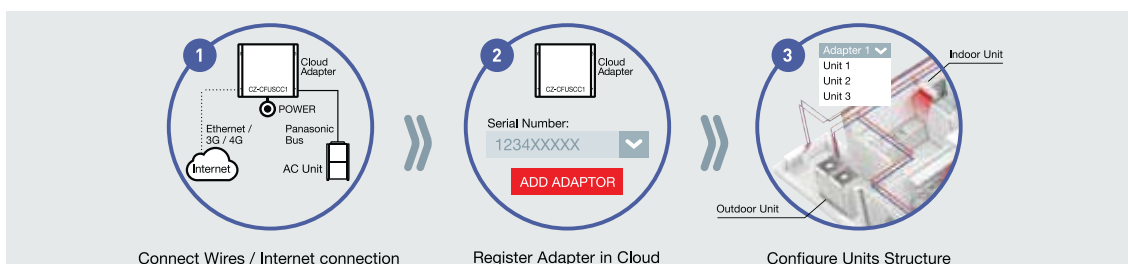 1
Cloud
Adapter
CZ-CFUSCC1
POWER
Ethernet /
3G / 4G
Panasonic
Bus
Internet
AC Unit
Connect Wires / Internet connection
2
Cloud
Adapter
CZ-CFUSCC1
Serial Number:
1234XXXXX
ADD ADAPTOR
Register Adapter in Cloud
3
Adapter 1
Unit 1
Unit 2
Unit 3
Indoor Unit
Outdoor Unit
Configure Units Structure